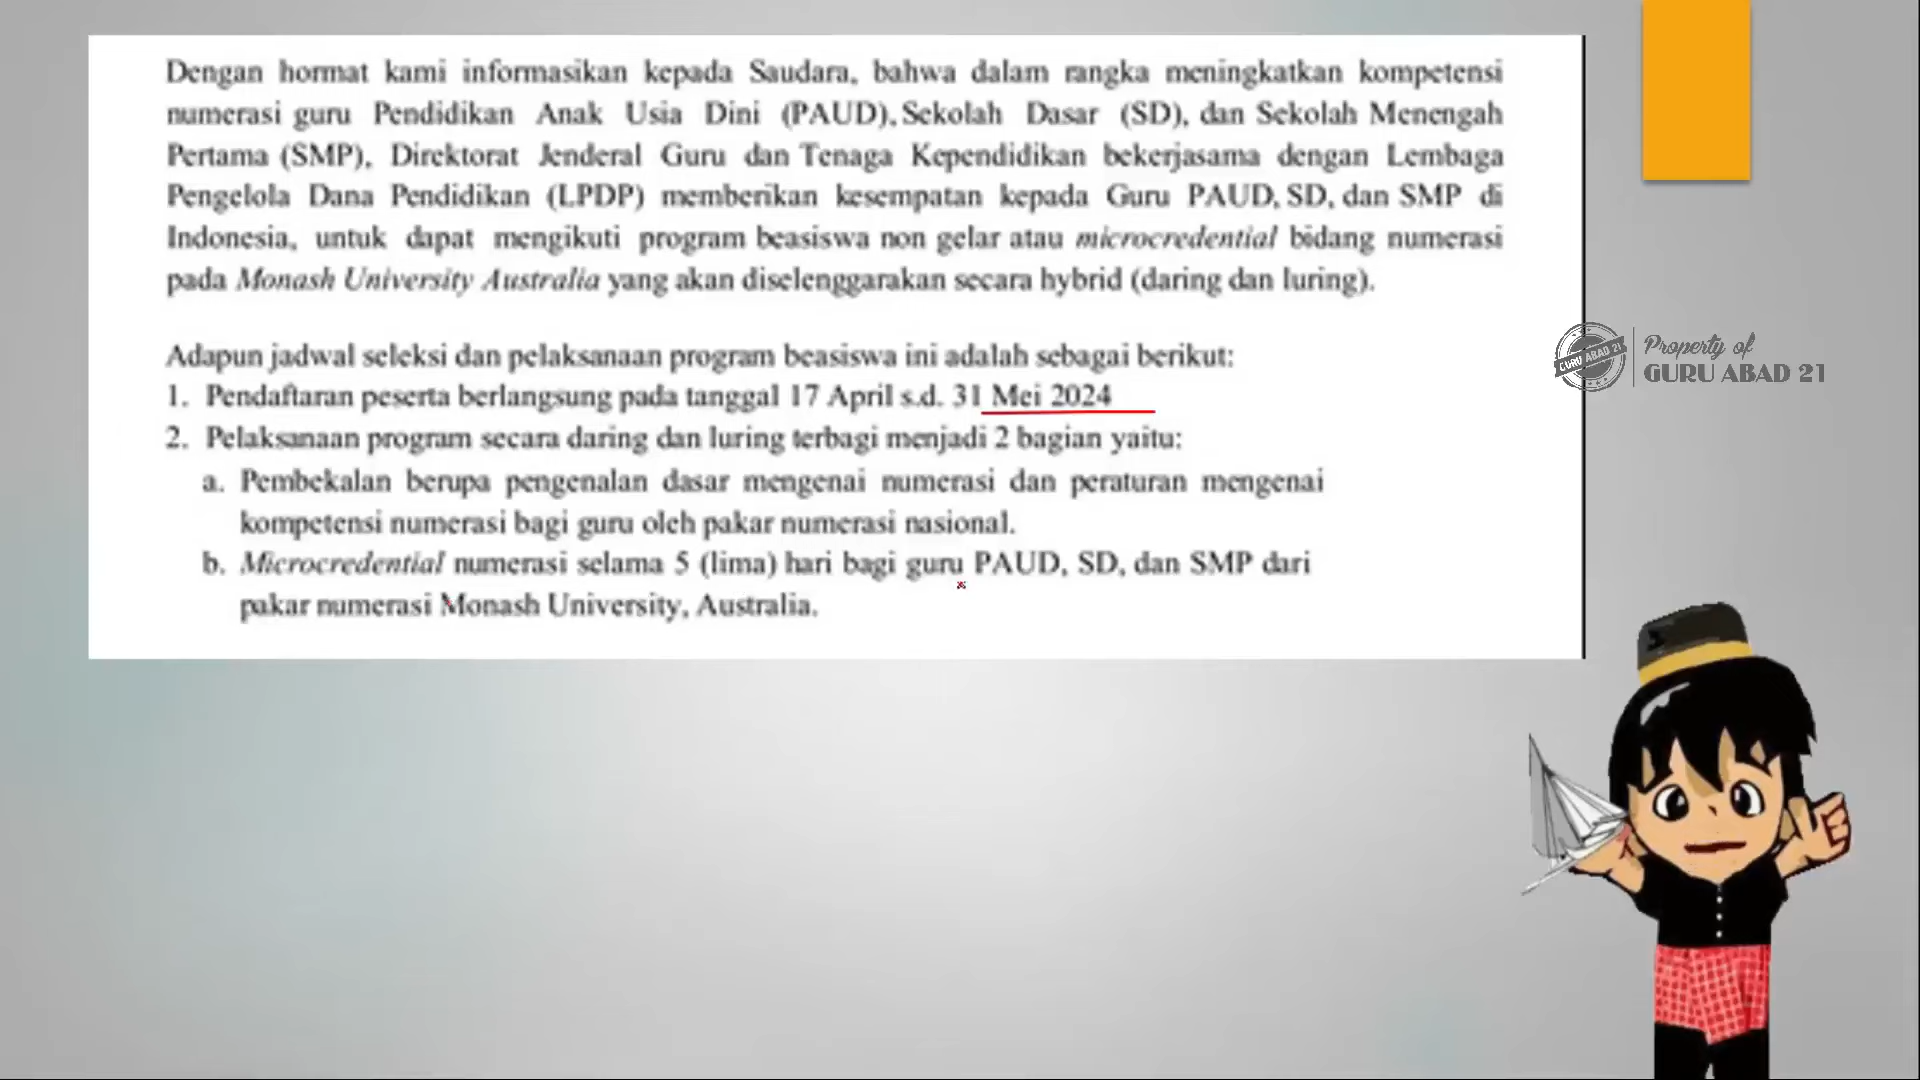 Dengan hormat kami informasikan kepada Saudara, bahwa dalam rangka meningkatkan kompetensi
numerasi guru Pendidikan Anak Usia Dini (PAUD), Sekolah Dasar (SD), dan Sekolah Menengah
Pertama (SMP), Direktorat Jenderal Guru dan Tenaga Kependidikan bekerjasama dengan Lembaga
Pengelola Dana Pendidikan (LPDP) memberikan kesempatan kepada Guru PAUD, SD, dan SMP di
Indonesia, untuk dapat mengikuti program beasiswa non gelar atau microcredential bidang numerasi
pada Monash University Australia yang akan diselenggarakan secara hybrid (daring dan luring).
Adapun jadwal seleksi dan pelaksanaan program beasiswa ini adalah sebagai berikut:
1. Pendaftaran peserta berlangsung pada tanggal 17 April s.d. 31 Mei 2024
2. Pelaksanaan program secara daring dan luring terbagi menjadi 2 bagian yaitu:
a. Pembekalan berupa pengenalan dasar mengenai numerasi dan peraturan mengenai
kompetensi numerasi bagi guru oleh pakar numerasi nasional.
b. Microcredential numerasi selama 5 (lima) hari bagi guru PAUD, SD, dan SMP dari
pakar numerasi Monash University, Australia.
GURU ABAD 21
Property of
GURU ABAD 21